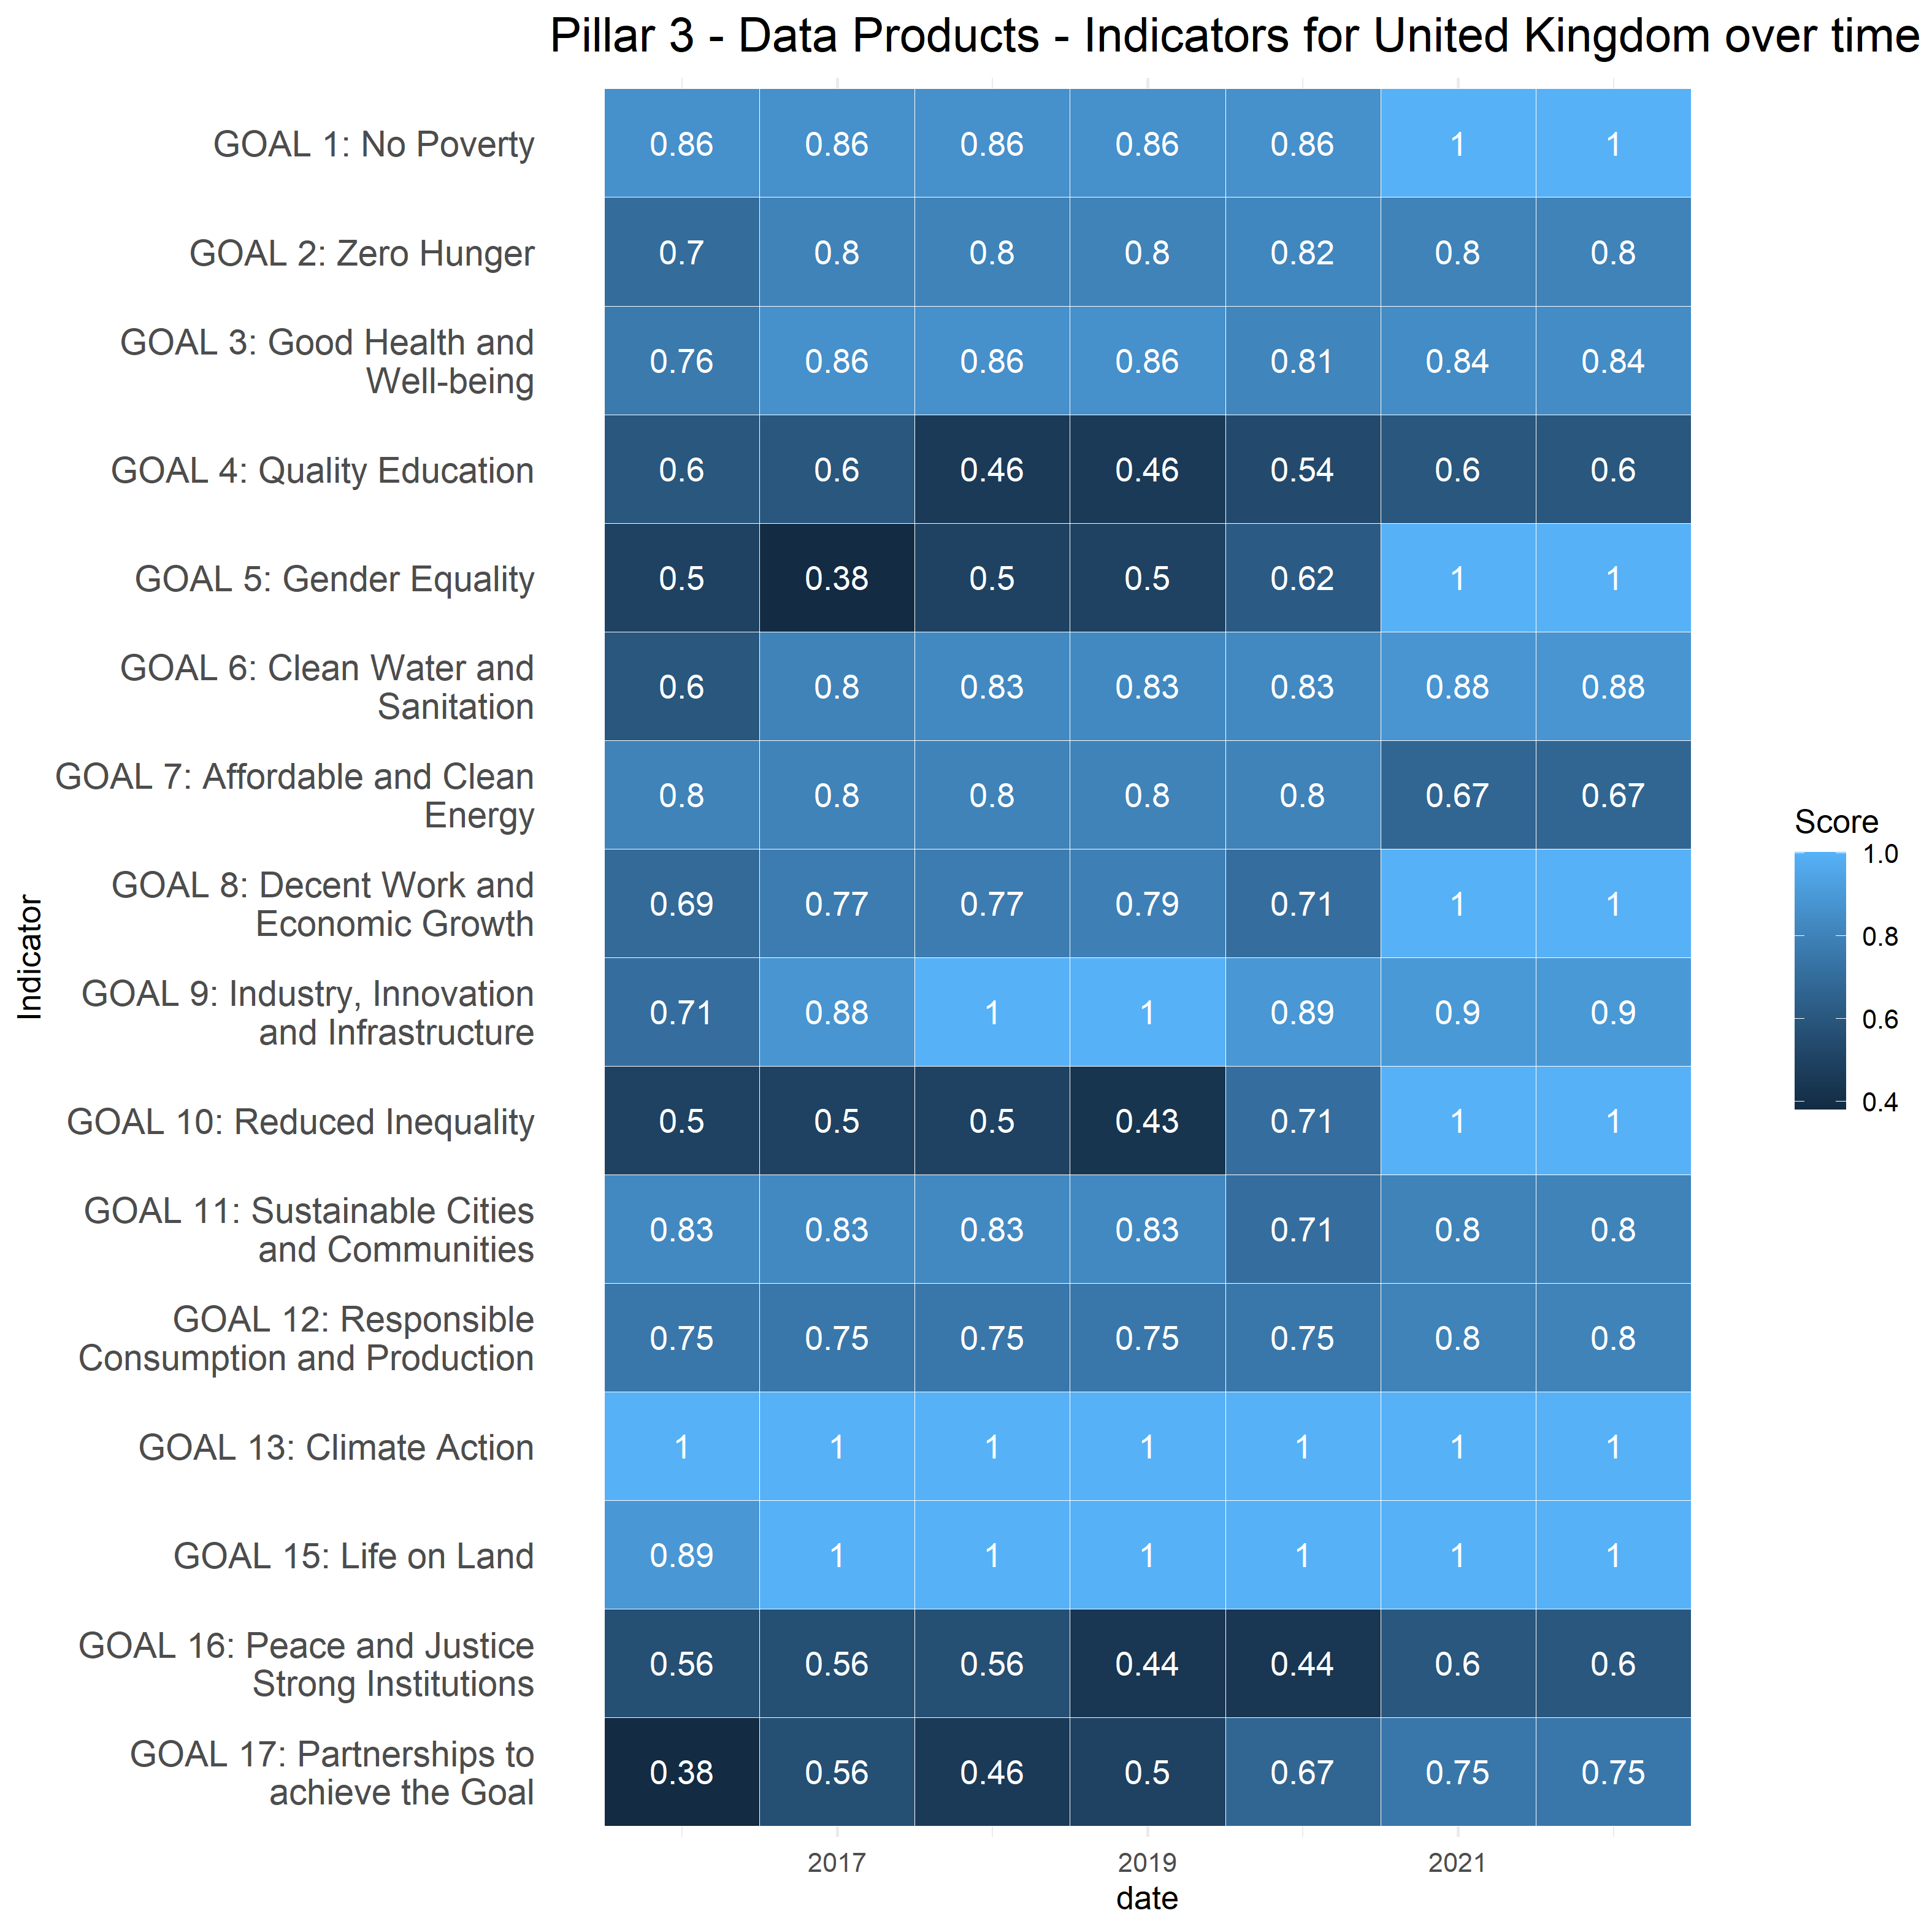 Pillar 3 - Data Products - Indicators for United Kingdom over time
GOAL 1: No Poverty 0.86 0.86 0.86 0.86 0.86 1 1
GOAL 2: Zero Hunger 0.7 0.8 0.8 0.8 0.82 0.8 0.8
GOAL 3: Good Health and
Well-being
0.76 0.86 0.86 0.86 0.81 0.84 0.84
GOAL 4: Quality Education 0.6 0.6 0.46 0.46 0.54 0.6 0.6
GOAL 5: Gender Equality 0.5 0.38 0.5 0.5 0.62 1 1
GOAL 6: Clean Water and
Sanitation
0.6 0.8 0.83 0.83 0.83 0.88 0.88
GOAL 7: Affordable and Clean
Energy
0.8 0.8 0.8 0.8 0.8 0.67 0.67
GOAL 8: Decent Work and
Economic Growth
0.69 0.77 0.77 0.79 0.71 1 1
GOAL 9: Industry, Innovation
and Infrastructure
0.71 0.88 1 1 0.89 0.9 0.9
GOAL 10: Reduced Inequality 0.5 0.5 0.5 0.43 0.71 1 1
GOAL 11: Sustainable Cities
and Communities
0.83 0.83 0.83 0.83 0.71 0.8 0.8
GOAL 12: Responsible
Consumption and Production
0.75 0.75 0.75 0.75 0.75 0.8 0.8
GOAL 13: Climate Action 1 1 1 1 1 1 1
GOAL 15: Life on Land 0.89 1 1 1 1 1 1
GOAL 16: Peace and Justice
Strong Institutions
0.56 0.56 0.56 0.44 0.44 0.6 0.6
GOAL 17: Partnerships to
achieve the Goal
0.38 0.56 0.46 0.5 0.67 0.75 0.75
2017 2019 2021
date
Indicator
Score
1.0
0.8
0.6
0.4